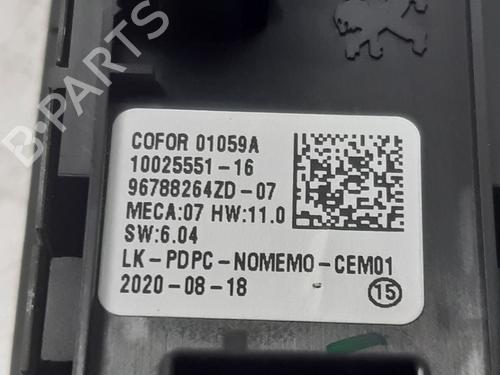 B-PARTS
COFOR 01059A
10025551-16
96788264ZD-07
MECA:07 HW:11.0
SW:6.04
LK-PDPC-NOMEMO-CEM01
2020-08-18
15